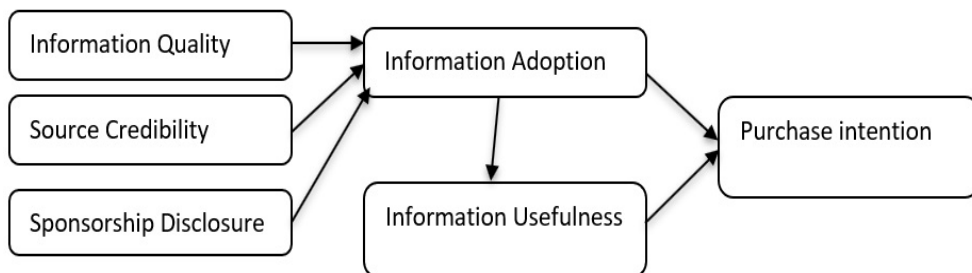 Information Quality
Information Adoption
Source Credibility
Purchase intention
Sponsorship Disclosure
Information Usefulness